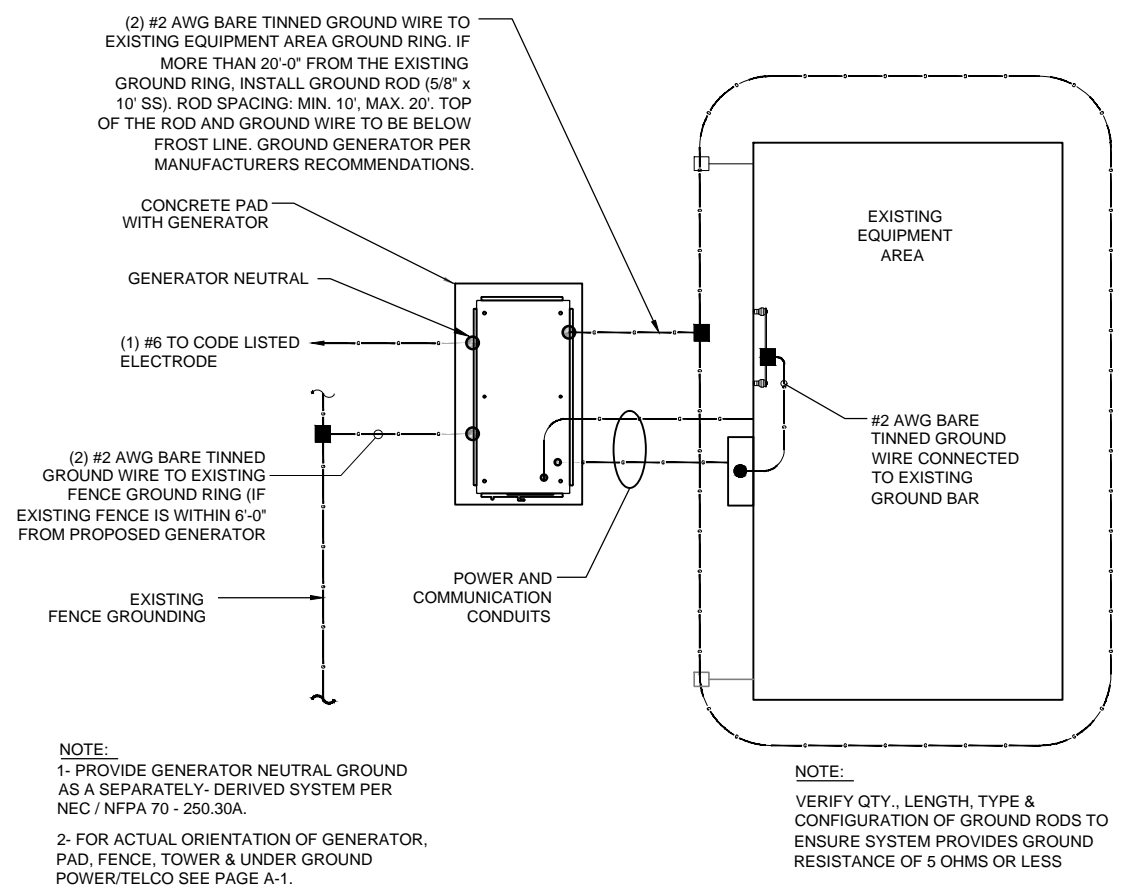 (2) #2 AWG BARE TINNED GROUND WIRE TO
EXISTING EQUIPMENT AREA GROUND RING. IF
MORE THAN 20'-0" FROM THE EXISTING
GROUND RING, INSTALL GROUND ROD (5/8" x
10' SS). ROD SPACING: MIN. 10', MAX. 20'. TOP
OF THE ROD AND GROUND WIRE TO BE BELOW
FROST LINE. GROUND GENERATOR PER
MANUFACTURERS RECOMMENDATIONS.
CONCRETE PAD
WITH GENERATOR
GENERATOR NEUTRAL
(1) #6 TO CODE LISTED
ELECTRODE
(2) #2 AWG BARE TINNED
GROUND WIRE TO EXISTING
FENCE GROUND RING (IF
EXISTING FENCE IS WITHIN 6'-0"
FROM PROPOSED GENERATOR
EXISTING
FENCE GROUNDING
POWER AND
COMMUNICATION
CONDUITS
EXISTING
EQUIPMENT
AREA
#2 AWG BARE
TINNED GROUND
WIRE CONNECTED
TO EXISTING
GROUND BAR
NOTE:
1- PROVIDE GENERATOR NEUTRAL GROUND
AS A SEPARATELY- DERIVED SYSTEM PER
NEC / NFPA 70 - 250.30A.
2- FOR ACTUAL ORIENTATION OF GENERATOR,
PAD, FENCE, TOWER & UNDER GROUND
POWER/TELCO SEE PAGE A-1.
NOTE:
VERIFY QTY., LENGTH, TYPE &
CONFIGURATION OF GROUND RODS TO
ENSURE SYSTEM PROVIDES GROUND
RESISTANCE OF 5 OHMS OR LESS